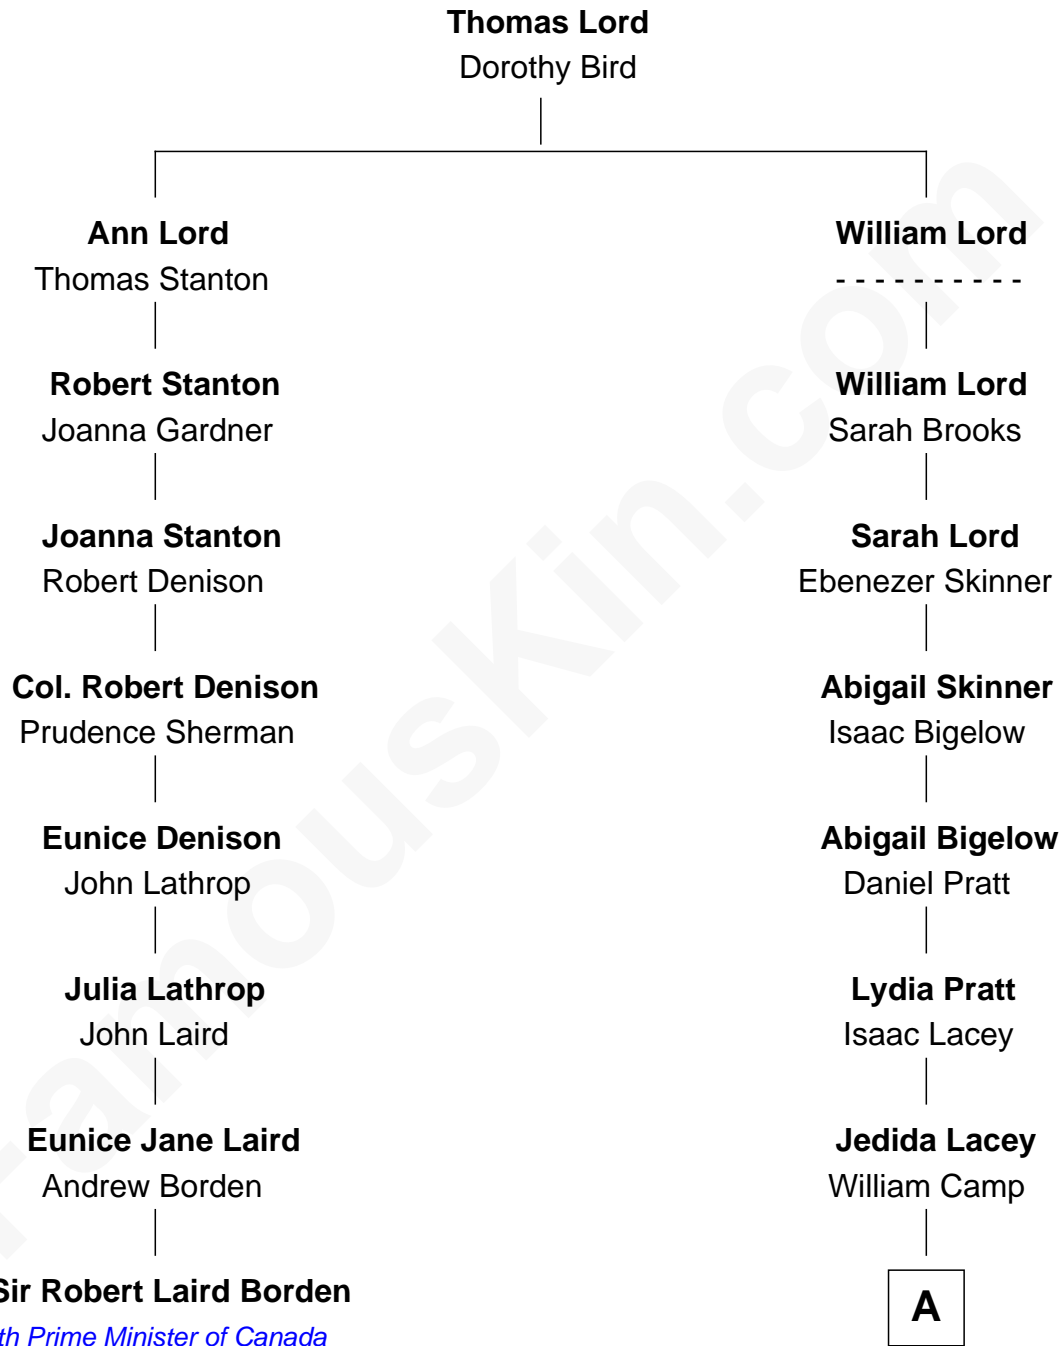 Thomas Lord
Dorothy Bird
Ann Lord
Thomas Stanton
William Lord
- - - - - - - - - -
Robert Stanton
Joanna Gardner
William Lord
Sarah Brooks
Joanna Stanton
Robert Denison
Sarah Lord
Ebenezer Skinner
Col. Robert Denison
Prudence Sherman
Abigail Skinner
Isaac Bigelow
Eunice Denison
John Lathrop
Abigail Bigelow
Daniel Pratt
Julia Lathrop
John Laird
Lydia Pratt
Isaac Lacey
Eunice Jane Laird
Andrew Borden
Jedida Lacey
William Camp
Sir Robert Laird Borden
th Prime Minister of Canada
A
FamousKin.com